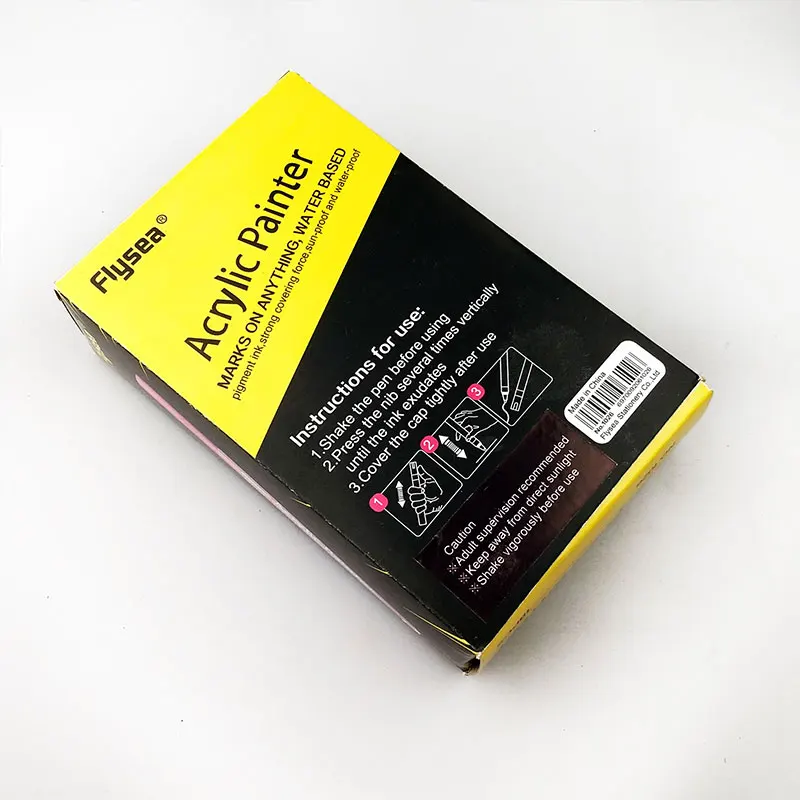 Flysea®
Acrylic Painter
MARKS ON ANYTHING, WATER BASED
pigment ink,strong covering force,sun-proof and water-proof
Instructions for use:
1.Shake the pen before using
2.Press the nib several times vertically
until the ink exudates
3.Cover the cap tightly after use
1
2
3
Made in China
No.1026
Flysea Stationery Co.,Ltd
Caution
※Adult supervision recommended
※Keep away from direct sunlight
※Shake vigorously before use